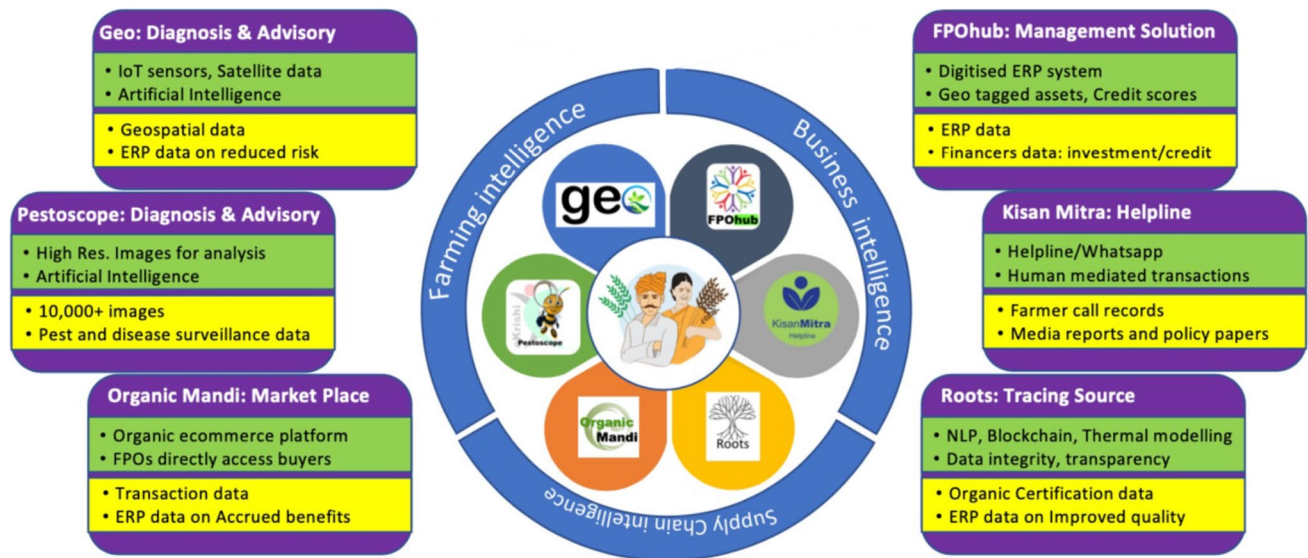 Geo: Diagnosis & Advisory
• IoT sensors, Satellite data
• Artificial Intelligence
• Geospatial data
• ERP data on reduced risk
Pestoscope: Diagnosis & Advisory
• High Res. Images for analysis
• Artificial Intelligence
• 10,000+ images
• Pest and disease surveillance data
Organic Mandi: Market Place
• Organic ecommerce platform
• FPOs directly access buyers
• Transaction data
• ERP data on Accrued benefits
Farming intelligence
Business intelligence
Supply Chain intelligence
geo
FPOhub
eKrishi
Pestoscope
KisanMitra
Helpline
Organic
Mandi
Roots
FPOhub: Management Solution
• Digitised ERP system
• Geo tagged assets, Credit scores
• ERP data
• Financers data: investment/credit
Kisan Mitra: Helpline
• Helpline/Whatsapp
• Human mediated transactions
• Farmer call records
• Media reports and policy papers
Roots: Tracing Source
• NLP, Blockchain, Thermal modelling
• Data integrity, transparency
• Organic Certification data
• ERP data on Improved quality